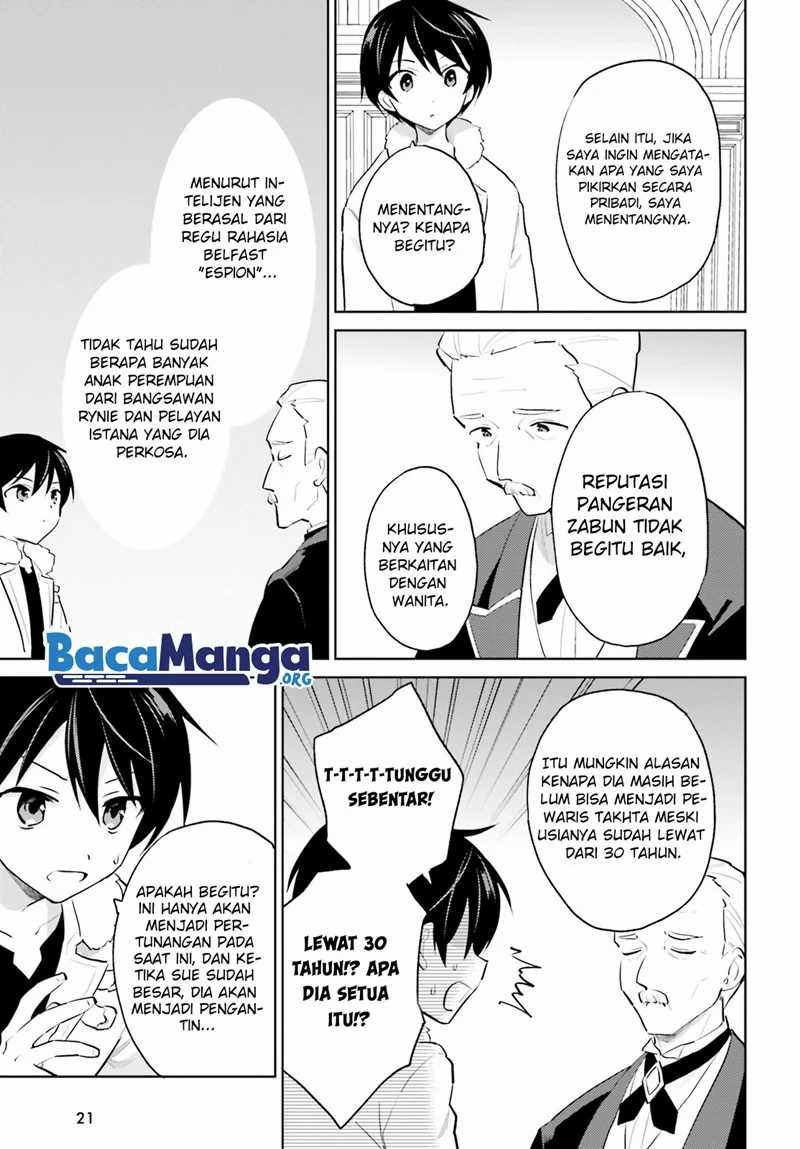 SELAIN ITU, JIKA
SAYA INGIN MENGATA-
KAN APA YANG SAYA
PIKIRKAN SECARA
PRIBADI, SAYA
MENENTANGNYA.
MENENTANG-
NYA? KENAPA
BEGITU?
REPUTASI
PANGERAN
ZABUN TIDAK
BEGITU BAIK,
KHUSUS-
NYA YANG
BERKAITAN
DENGAN
WANITA.
MENURUT IN-
TELIJEN YANG
BERASAL DARI
REGU RAHASIA
BELFAST
"ESPION"...
TIDAK TAHU SUDAH
BERAPA BANYAK
ANAK PEREMPUAN
DARI BANGSAWAN
RYNIE DAN PELAYAN
ISTANA YANG DIA
PERKOSA.
BacaManga
.ORG
ITU MUNGKIN ALASAN
KENAPA DIA MASIH BE-
LUM BISA MENJADI PE-
WARIS TAKHTA MESKI
USIANYA SUDAH LEWAT
DARI 30 TAHUN.
T-T-T-T-TUNGGU
SEBENTAR!
LEWAT 30
TAHUN!? APA
DIA SETUA
ITU!?
APAKAH BEGITU?
INI HANYA AKAN
MENJADI PER-
TUNANGAN PADA
SAAT INI, DAN KE-
TIKA SUE SUDAH
BESAR, DIA AKAN
MENJADI PENGAN-
TIN...
21